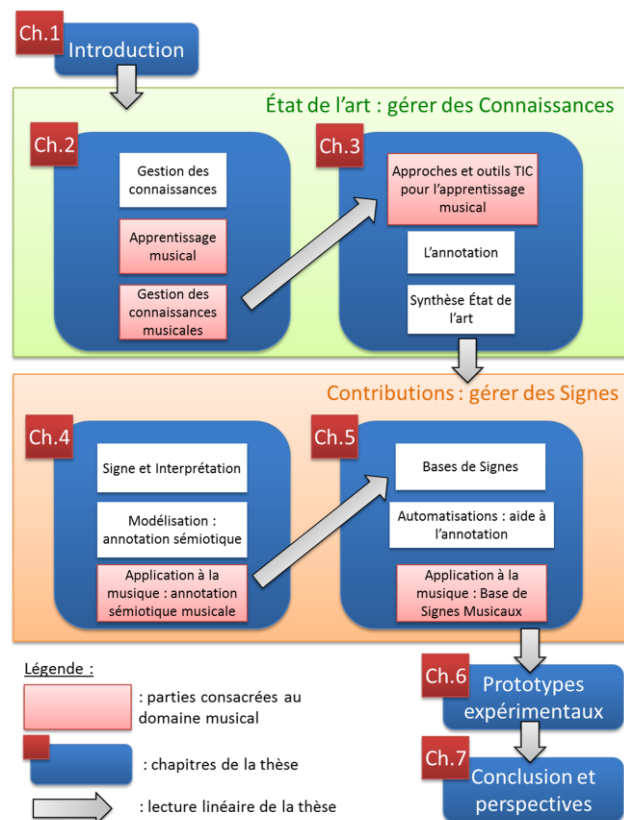 Ch.1
Introduction
État de l'art : gérer des Connaissances
Ch.2
Gestion des
connaissances
Apprentissage
musical
Gestion des
connaissances
musicales
Ch.3
Approches et outils TIC
pour l'apprentissage
musical
L'annotation
Synthèse État de
l'art
Contributions : gérer des Signes
Ch.4
Signe et Interprétation
Modélisation :
annotation sémiotique
Application à la
musique : annotation
sémiotique musicale
Ch.5
Bases de Signes
Automatisations : aide à
l'annotation
Application à la
musique : Base de
Signes Musicaux
Ch.6
Prototypes
expérimentaux
Ch.7
Conclusion et
perspectives
Légende :
: parties consacrées au
domaine musical
: chapitres de la thèse
: lecture linéaire de la thèse